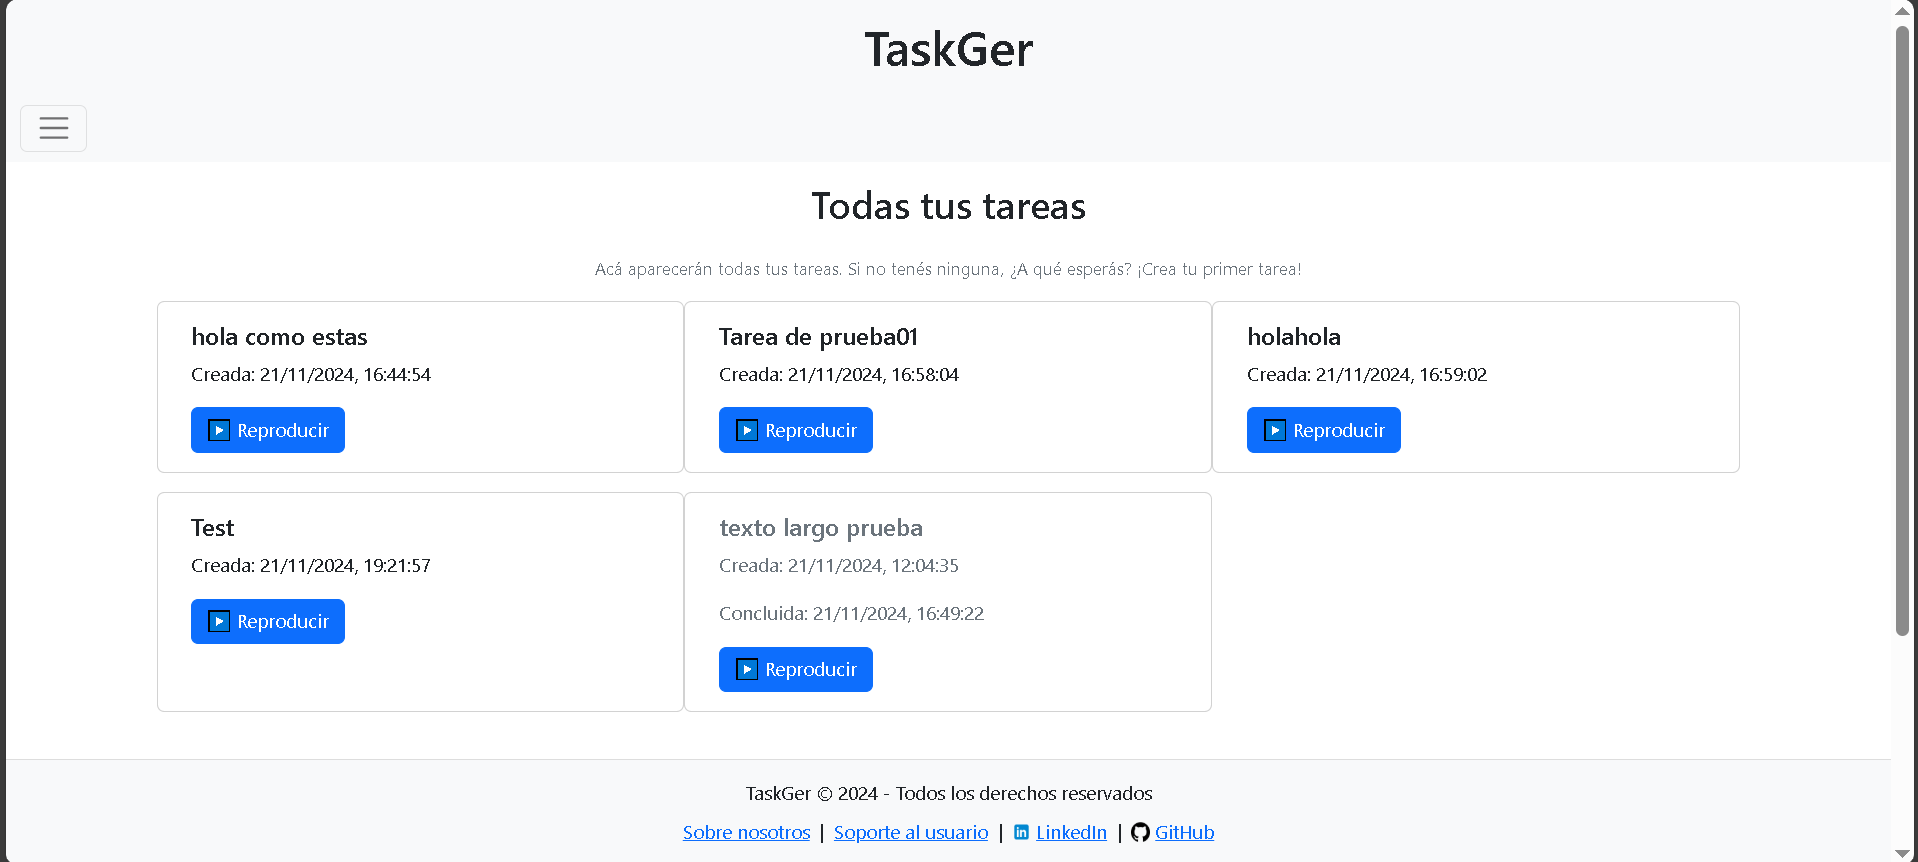 TaskGer
Todas tus tareas
Acá aparecerán todas tus tareas. Si no tenés ninguna, ¿A qué esperás? ¡Crea tu primer tarea!
hola como estas
Creada: 21/11/2024, 16:44:54
Reproducir
Tarea de prueba01
Creada: 21/11/2024, 16:58:04
Reproducir
holahola
Creada: 21/11/2024, 16:59:02
Reproducir
Test
Creada: 21/11/2024, 19:21:57
Reproducir
texto largo prueba
Creada: 21/11/2024, 12:04:35
Concluida: 21/11/2024, 16:49:22
Reproducir
TaskGer © 2024 - Todos los derechos reservados
Sobre nosotros | Soporte al usuario | in LinkedIn | GitHub